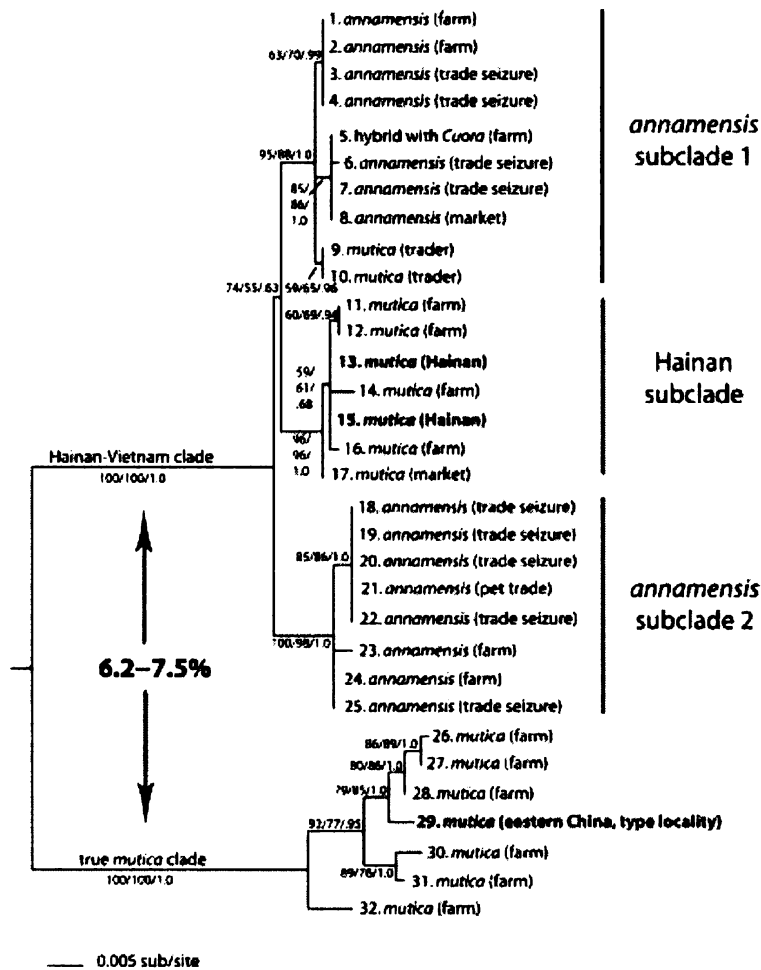 1. annamensis (farm)
2. annamensis (farm)
63/70/.99
3. annamensis (trade seizure)
4. annamensis (trade seizure)
annamensis
subclade 1
5. hybrid with Cuora (farm)
95/88/1.0
6. annamensis (trade seizure)
85/
86/
1.0
7. annamensis (trade seizure)
8. annamensis (market)
9. mutica (trader)
10. mutica (trader)
74/55/.63
59/65/.96
11. mutica (farm)
60/69/.94
12. mutica (farm)
13. mutica (Hainan)
Hainan
subclade
59/
61/
.68
14. mutica (farm)
15. mutica (Hainan)
96/
96/
1.0
16. mutica (farm)
17. mutica (market)
Hainan-Vietnam clade
100/100/1.0
18. annamensis (trade seizure)
19. annamensis (trade seizure)
85/86/1.0
20. annamensis (trade seizure)
21. annamensis (pet trade)
22. annamensis (trade seizure)
annamensis
subclade 2
100/98/1.0
23. annamensis (farm)
24. annamensis (farm)
25. annamensis (trade seizure)
6.2–7.5%
26. mutica (farm)
86/89/1.0
27. mutica (farm)
80/86/1.0
28. mutica (farm)
79/85/1.0
29. mutica (eastern China, type locality)
92/77/.95
30. mutica (farm)
89/76/1.0
31. mutica (farm)
true mutica clade
100/100/1.0
32. mutica (farm)
0.005 sub/site